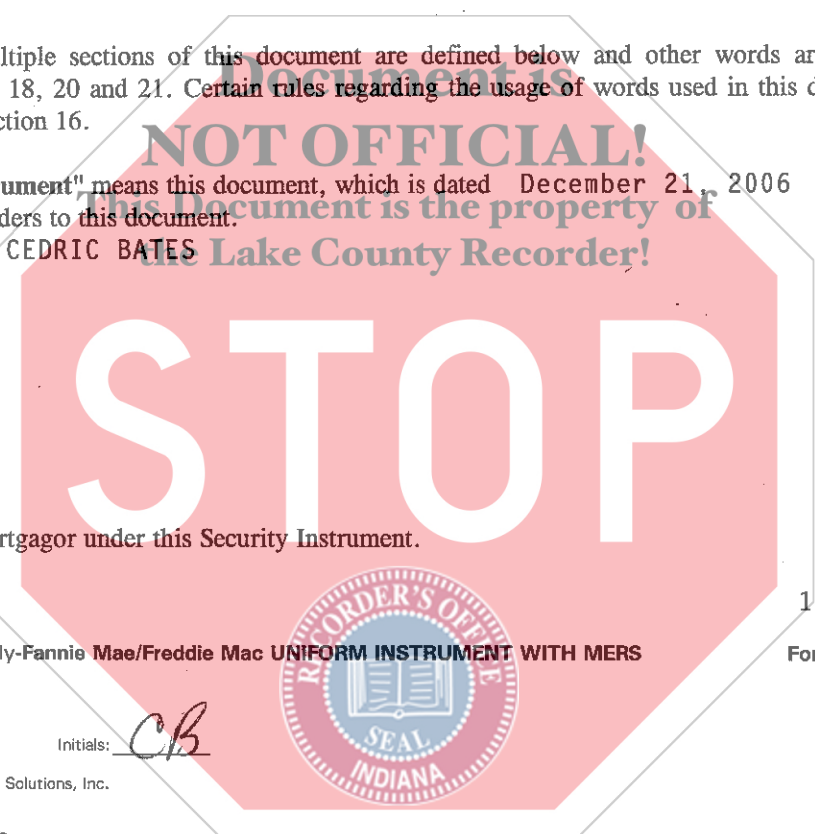 ltiple sections of this document are defined below and other words ar
Document is
18, 20 and 21. Certain rules regarding the usage of words used in this d
ction 16.
NOT OFFICIAL!
ument" means this document, which is dated December 21, 2006
This Document is the property of
ders to this document.
CEDRIC BATES
the Lake County Recorder!
STOP
rtgagor under this Security Instrument.
RECORDER'S OFFICE
1
ly-Fannie Mae/Freddie Mac UNIFORM INSTRUMENT WITH MERS For
Initials: CB
SEAL
Solutions, Inc.
INDIANA